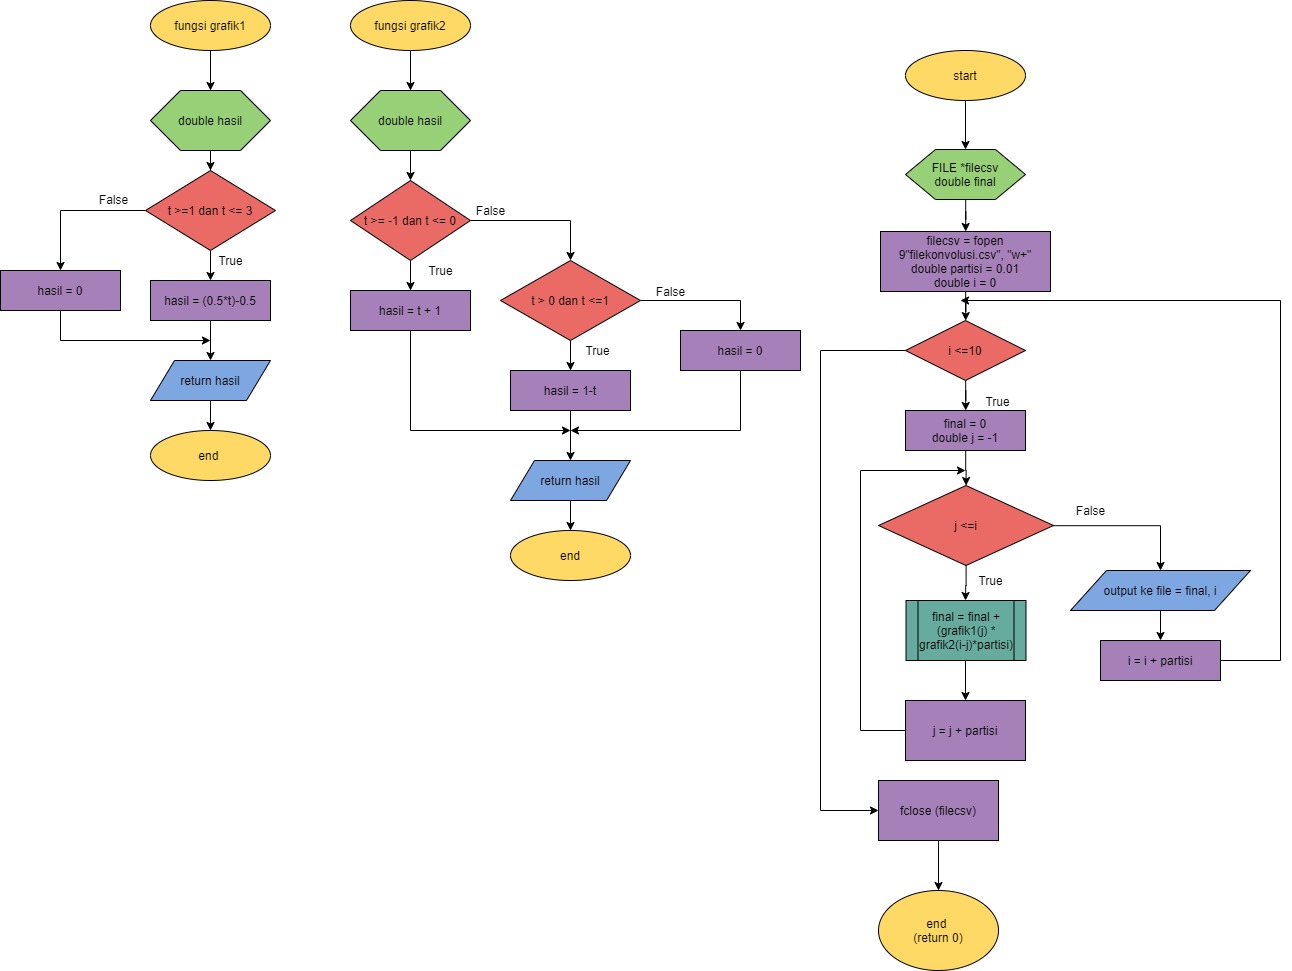 fungsi grafik1
double hasil
t >=1 dan t <= 3
False
True
hasil = 0
hasil = (0.5*t)-0.5
return hasil
end
fungsi grafik2
double hasil
t >= -1 dan t <= 0
False
True
hasil = t + 1
t > 0 dan t <=1
False
True
hasil = 1-t
hasil = 0
return hasil
end
start
FILE *filecsv
double final
filecsv = fopen
9"filekonvolusi.csv", "w+"
double partisi = 0.01
double i = 0
i <=10
True
final = 0
double j = -1
j <=i
False
True
final = final +
(grafik1(j) *
grafik2(i-j)*partisi)
j = j + partisi
output ke file = final, i
i = i + partisi
fclose (filecsv)
end
(return 0)